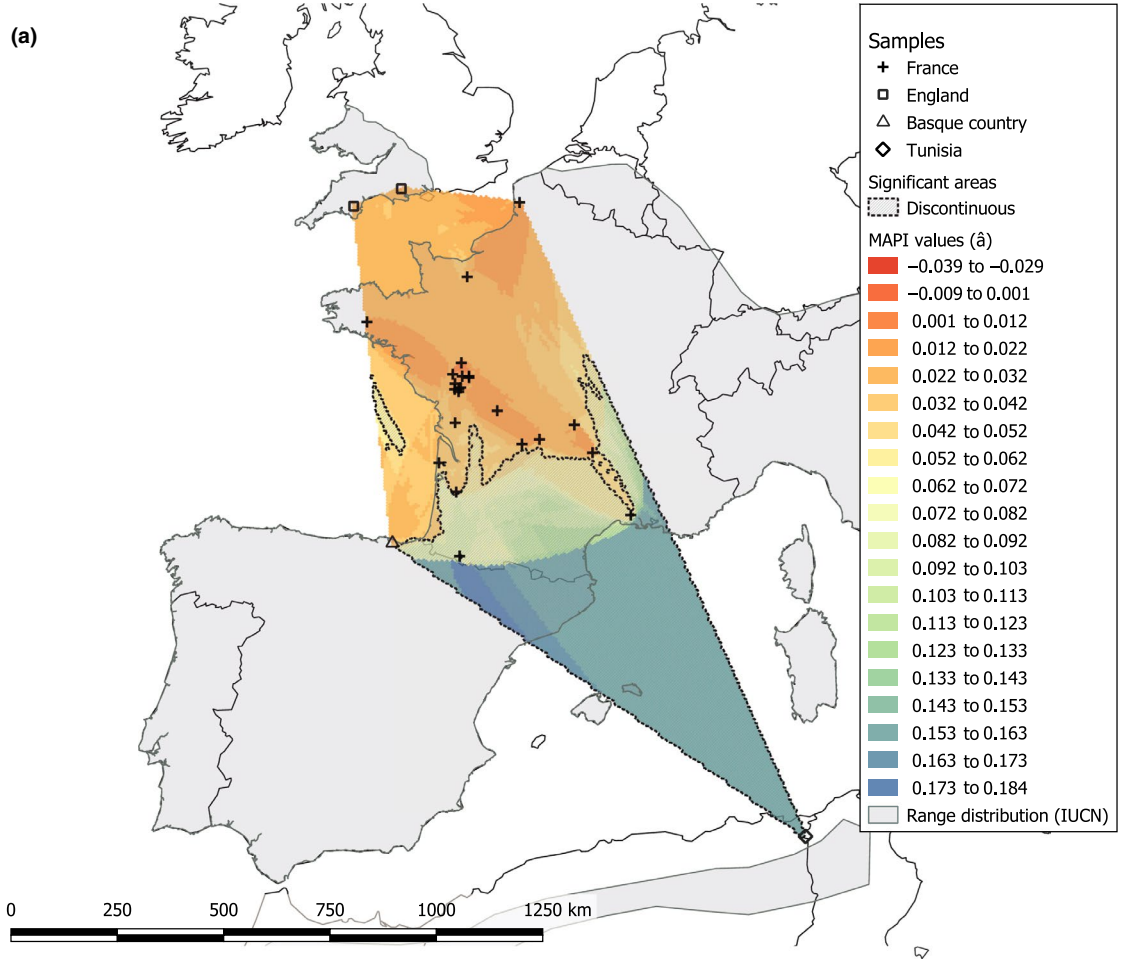 (a)
Samples
France
England
Basque country
Tunisia
Significant areas
Discontinuous
MAPI values (â)
−0.039 to −0.029
−0.009 to 0.001
0.001 to 0.012
0.012 to 0.022
0.022 to 0.032
0.032 to 0.042
0.042 to 0.052
0.052 to 0.062
0.062 to 0.072
0.072 to 0.082
0.082 to 0.092
0.092 to 0.103
0.103 to 0.113
0.113 to 0.123
0.123 to 0.133
0.133 to 0.143
0.143 to 0.153
0.153 to 0.163
0.163 to 0.173
0.173 to 0.184
Range distribution (IUCN)
0 250 500 750 1000 1250 km